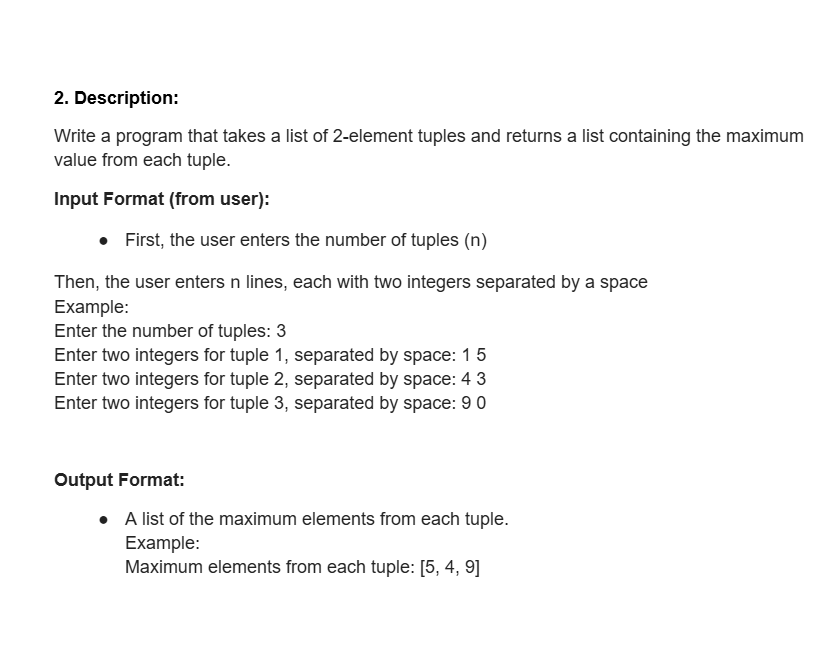 2. Description:
Write a program that takes a list of 2-element tuples and returns a list containing the maximum
value from each tuple.
Input Format (from user):
● First, the user enters the number of tuples (n)
Then, the user enters n lines, each with two integers separated by a space
Example:
Enter the number of tuples: 3
Enter two integers for tuple 1, separated by space: 1 5
Enter two integers for tuple 2, separated by space: 4 3
Enter two integers for tuple 3, separated by space: 9 0
Output Format:
● A list of the maximum elements from each tuple.
Example:
Maximum elements from each tuple: [5, 4, 9]